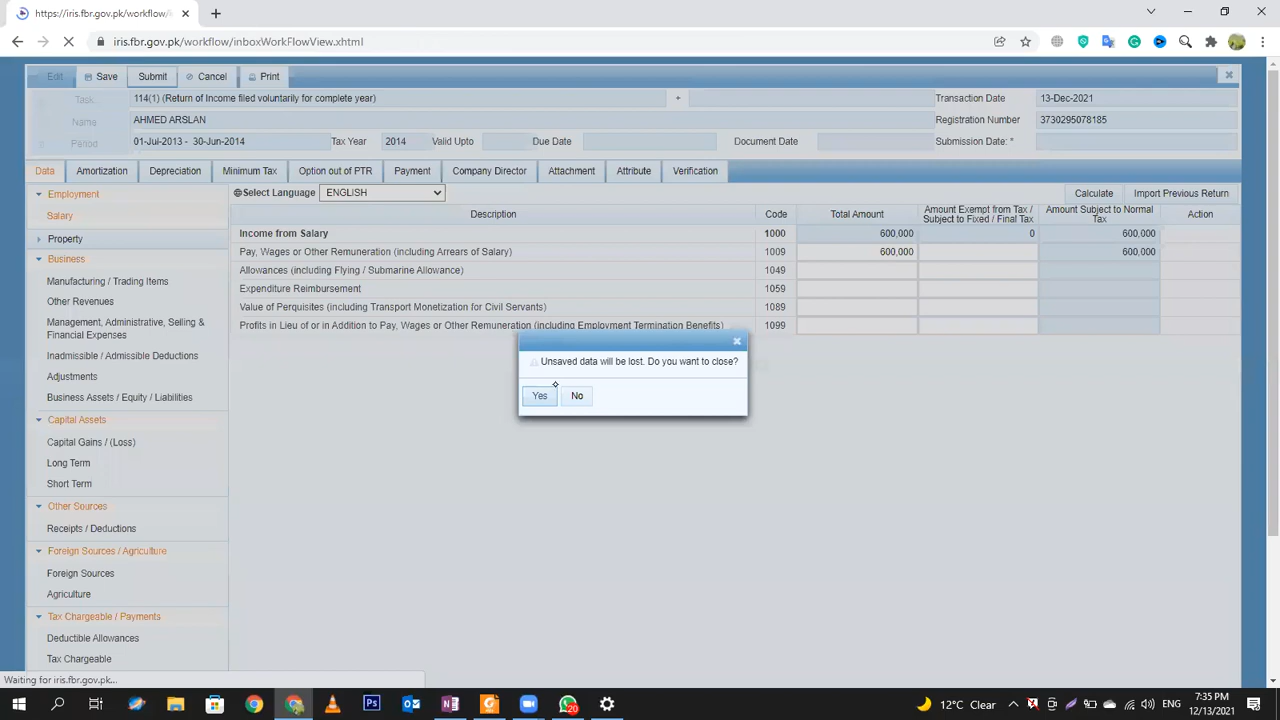 https://iris.fbr.gov.pk/workflow/
iris.fbr.gov.pk/workflow/inboxWorkFlowView.xhtml
Edit Save Submit Cancel Print
Task 114(1) (Return of Income filed voluntarily for complete year) + Transaction Date 13-Dec-2021
Name AHMED ARSLAN Registration Number 3730295078185
Period 01-Jul-2013 - 30-Jun-2014 Tax Year 2014 Valid Upto Due Date Document Date Submission Date: *
Data Amortization Depreciation Minimum Tax Option out of PTR Payment Company Director Attachment Attribute Verification
Employment
Salary
Property
Business
Manufacturing / Trading Items
Other Revenues
Management, Administrative, Selling &
Financial Expenses
Inadmissible / Admissible Deductions
Adjustments
Business Assets / Equity / Liabilities
Capital Assets
Capital Gains / (Loss)
Long Term
Short Term
Other Sources
Receipts / Deductions
Foreign Sources / Agriculture
Foreign Sources
Agriculture
Tax Chargeable / Payments
Deductible Allowances
Tax Chargeable
Select Language ENGLISH Calculate Import Previous Return
Description Code Total Amount Amount Exempt from Tax / Subject to Fixed / Final Tax Amount Subject to Normal Tax Action
Income from Salary 1000 600,000 0 600,000
Pay, Wages or Other Remuneration (including Arrears of Salary) 1009 600,000 600,000
Allowances (including Flying / Submarine Allowance) 1049
Expenditure Reimbursement 1059
Value of Perquisites (including Transport Monetization for Civil Servants) 1089
Profits in Lieu of or in Addition to Pay, Wages or Other Remuneration (including Employment Termination Benefits) 1099
Unsaved data will be lost. Do you want to close?
Yes No
Waiting for iris.fbr.gov.pk...
Ps 20 12°C Clear 7:35 PM
12/13/2021